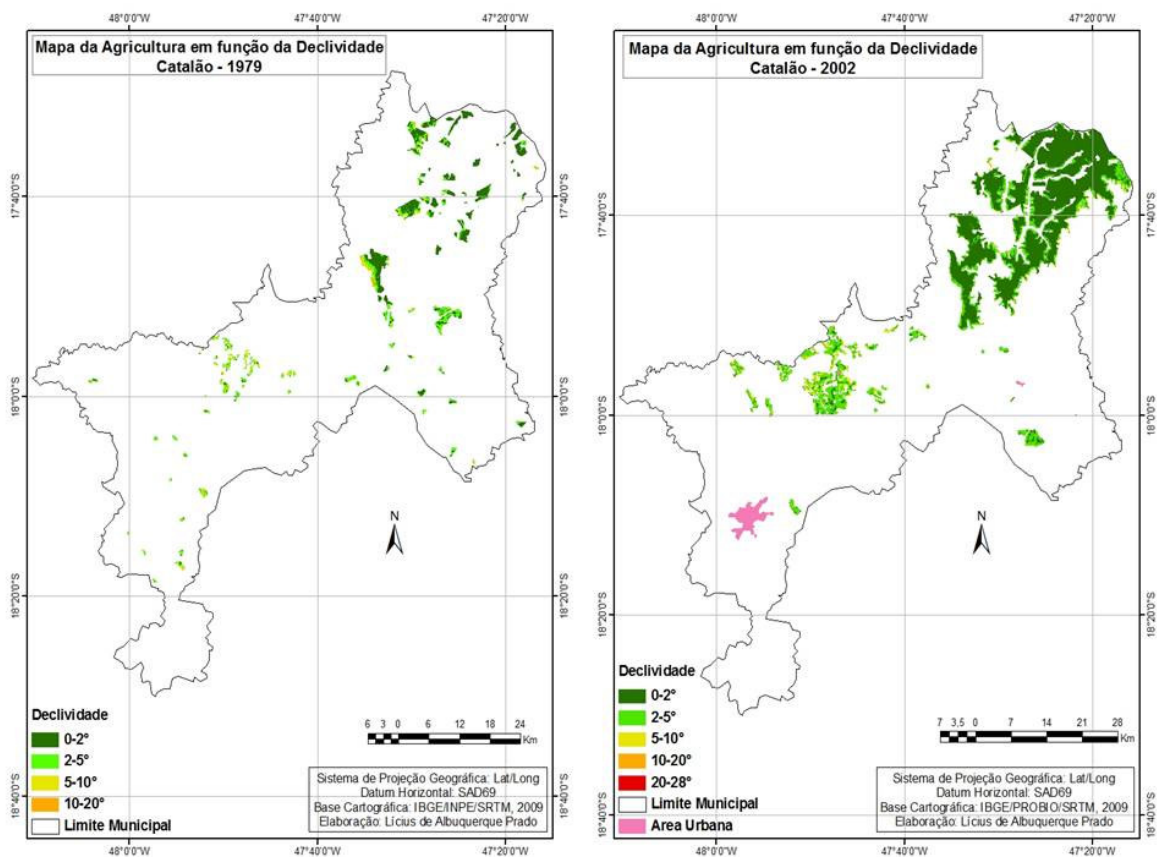 48°0'0"W 47°40'0"W 47°20'0"W
Mapa da Agricultura em função da Declividade
Catalão - 1979
17°40'0"S
18°0'0"S
18°20'0"S
18°40'0"S
17°40'0"S
18°0'0"S
18°20'0"S
18°40'0"S
N
Declividade
0-2°
2-5°
5-10°
10-20°
Limite Municipal
6 3 0 6 12 18 24
Km
Sistema de Projeção Geográfica: Lat/Long
Datum Horizontal: SAD69
Base Cartográfica: IBGE/INPE/SRTM, 2009
Elaboração: Lícius de Albuquerque Prado
48°0'0"W 47°40'0"W 47°20'0"W
48°0'0"W 47°40'0"W 47°20'0"W
Mapa da Agricultura em função da Declividade
Catalão - 2002
17°40'0"S
18°0'0"S
18°20'0"S
18°40'0"S
17°40'0"S
18°0'0"S
18°20'0"S
18°40'0"S
N
Declividade
0-2°
2-5°
5-10°
10-20°
20-28°
Limite Municipal
Area Urbana
7 3,5 0 7 14 21 28
Km
Sistema de Projeção Geográfica: Lat/Long
Datum Horizontal: SAD69
Base Cartográfica: IBGE/PROBIO/SRTM, 2009
Elaboração: Lícius de Albuquerque Prado
48°0'0"W 47°40'0"W 47°20'0"W